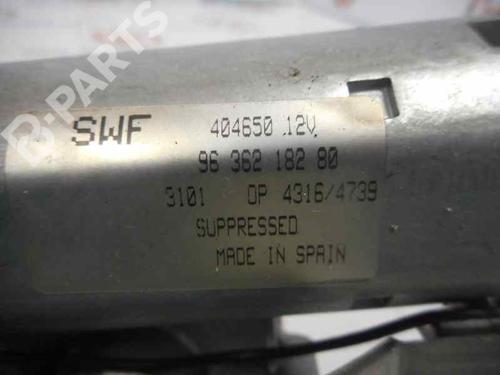 B-PARTS
SWF 404650 12V.
96 362 182 80
3101 OP 4316/4739
SUPPRESSED
MADE IN SPAIN